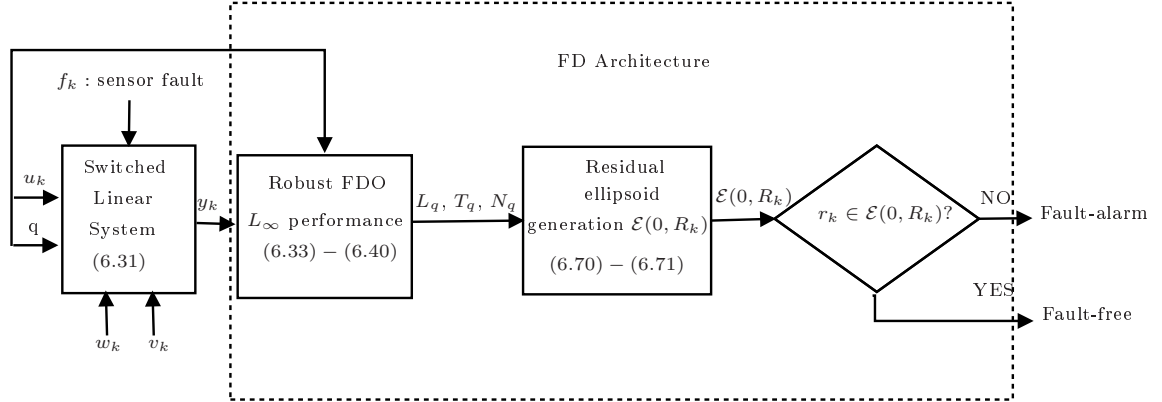 FD Architecture
f_k : sensor fault
u_k
q
Switched
Linear
System
(6.31)
w_k
v_k
y_k
Robust FDO
L_∞ performance
(6.33) − (6.40)
L_q, T_q, N_q
Residual
ellipsoid
generation ℰ(0, R_k)
(6.70) − (6.71)
ℰ(0, R_k)
r_k ∈ ℰ(0, R_k)?
NO
Fault-alarm
YES
Fault-free